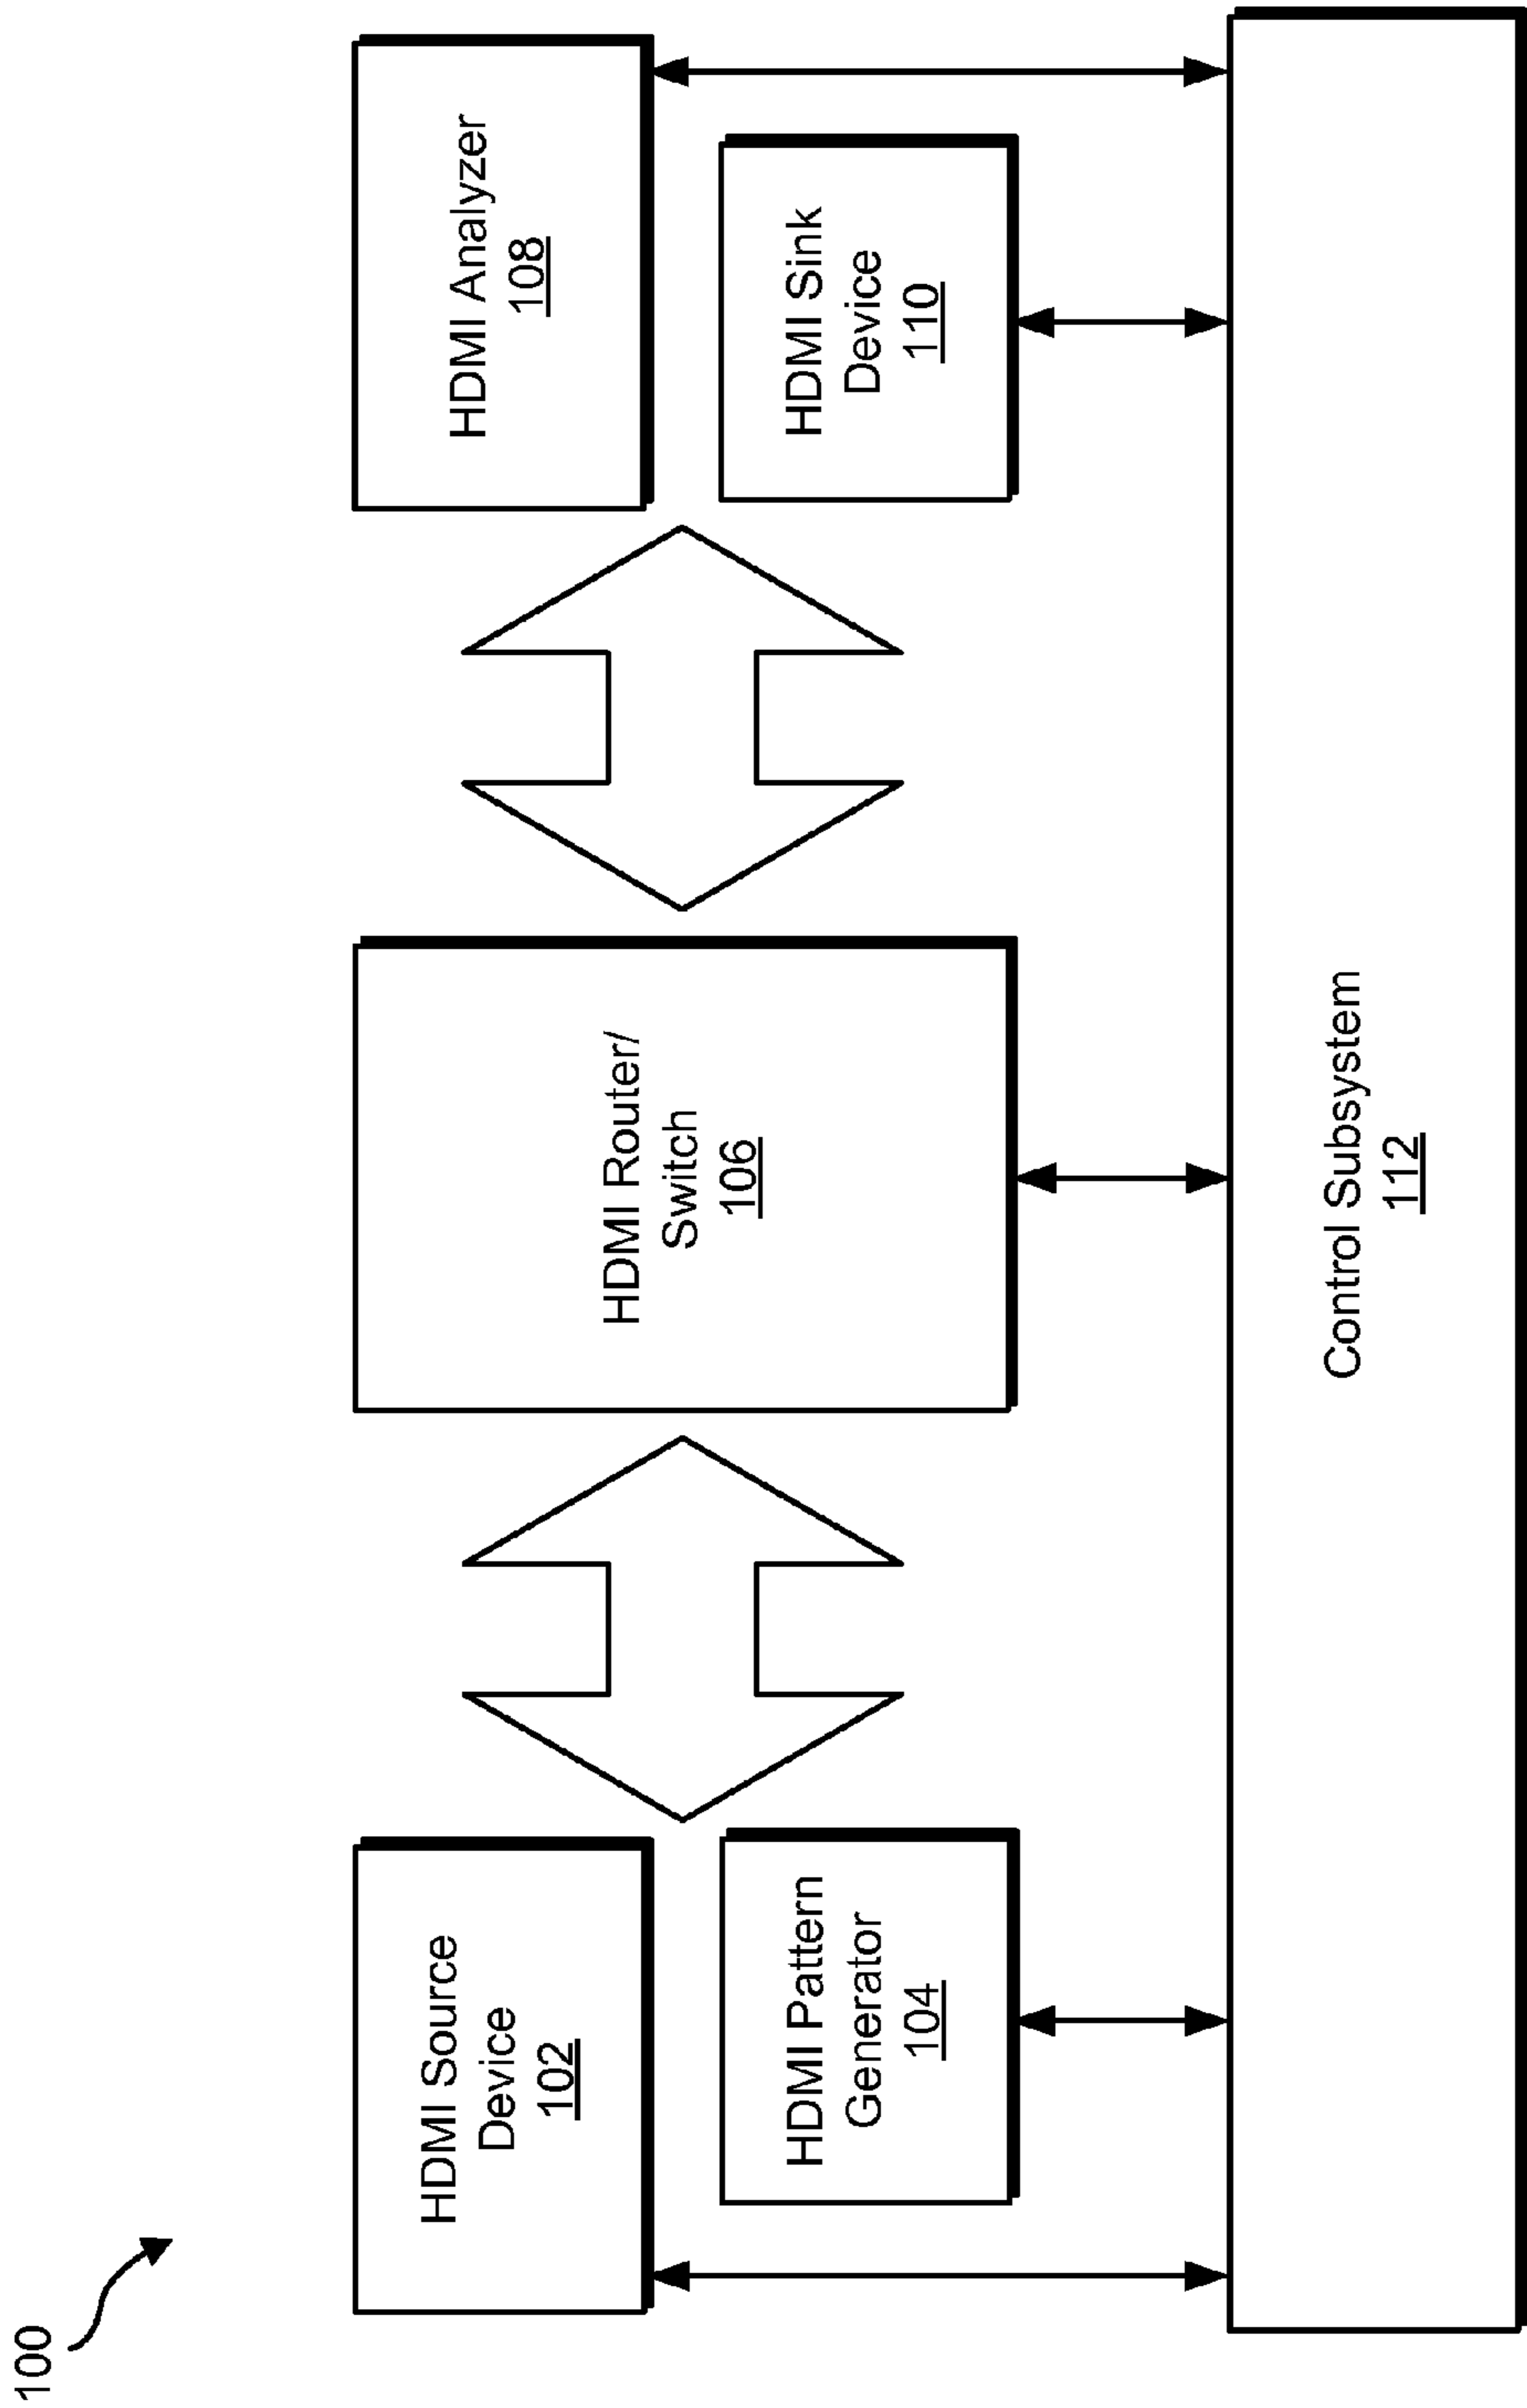 100
HDMI Source
Device
102
HDMI Pattern
Generator
104
HDMI Router/
Switch
106
HDMI Analyzer
108
HDMI Sink
Device
110
Control Subsystem
112